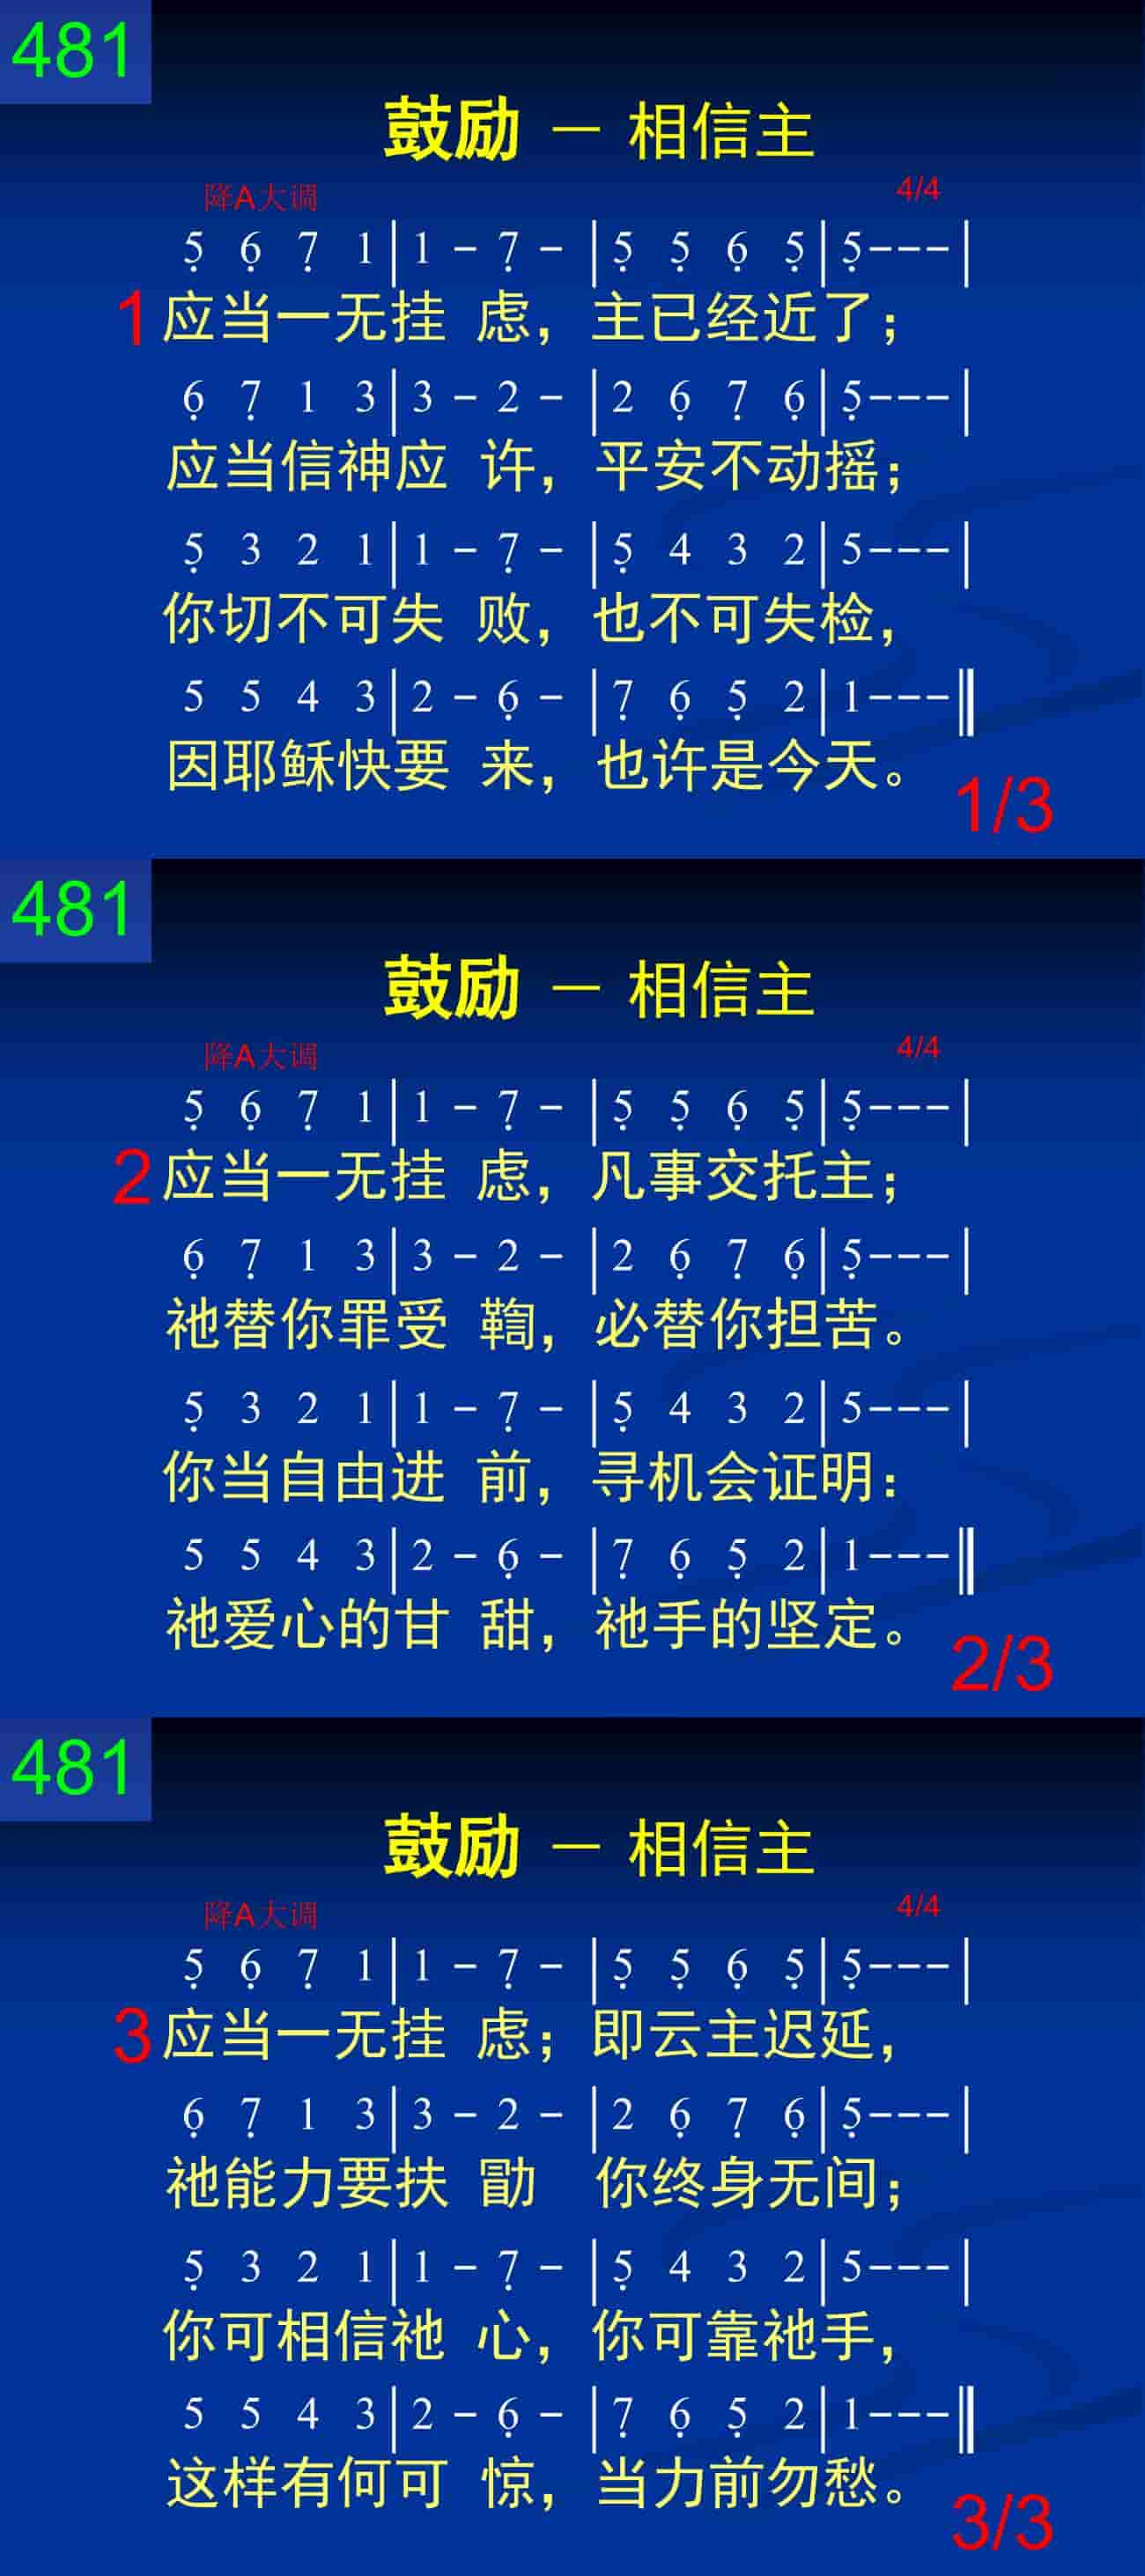 481
鼓励 — 相信主
降A大调 4/4
5̣ 6̣ 7̣ 1|1 - 7̣ - |5̣ 5̣ 6̣ 5̣|5̣---|
1 应当一无挂 虑，主已经近了；
6̣ 7̣ 1 3|3 - 2 - |2 6̣ 7̣ 6̣|5̣---|
应当信神应 许，平安不动摇；
5̣ 3 2 1|1 - 7̣ - |5̣ 4 3 2|5---|
你切不可失 败，也不可失检，
5 5 4 3|2 - 6̣ - |7̣ 6̣ 5̣ 2|1---‖
因耶稣快要 来，也许是今天。
1/3
481
鼓励 — 相信主
降A大调 4/4
5̣ 6̣ 7̣ 1|1 - 7̣ - |5̣ 5̣ 6̣ 5̣|5̣---|
2 应当一无挂 虑，凡事交托主；
6̣ 7̣ 1 3|3 - 2 - |2 6̣ 7̣ 6̣|5̣---|
祂替你罪受 鞫，必替你担苦。
5̣ 3 2 1|1 - 7̣ - |5̣ 4 3 2|5---|
你当自由进 前，寻机会证明：
5 5 4 3|2 - 6̣ - |7̣ 6̣ 5̣ 2|1---‖
祂爱心的甘 甜，祂手的坚定。
2/3
481
鼓励 — 相信主
降A大调 4/4
5̣ 6̣ 7̣ 1|1 - 7̣ - |5̣ 5̣ 6̣ 5̣|5̣---|
3 应当一无挂 虑；即云主迟延，
6̣ 7̣ 1 3|3 - 2 - |2 6̣ 7̣ 6̣|5̣---|
祂能力要扶 勖 你终身无间；
5̣ 3 2 1|1 - 7̣ - |5̣ 4 3 2|5---|
你可相信祂 心，你可靠祂手，
5 5 4 3|2 - 6̣ - |7̣ 6̣ 5̣ 2|1---‖
这样有何可 惊，当力前勿愁。
3/3